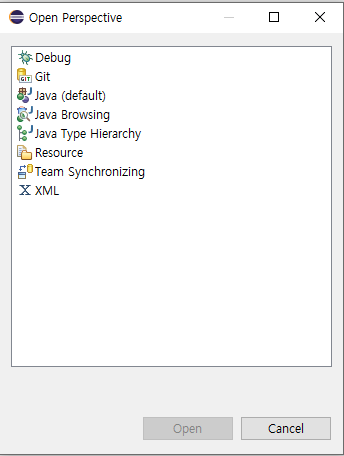 Open Perspective
Debug
Git
Java (default)
Java Browsing
Java Type Hierarchy
Resource
Team Synchronizing
XML
Open
Cancel